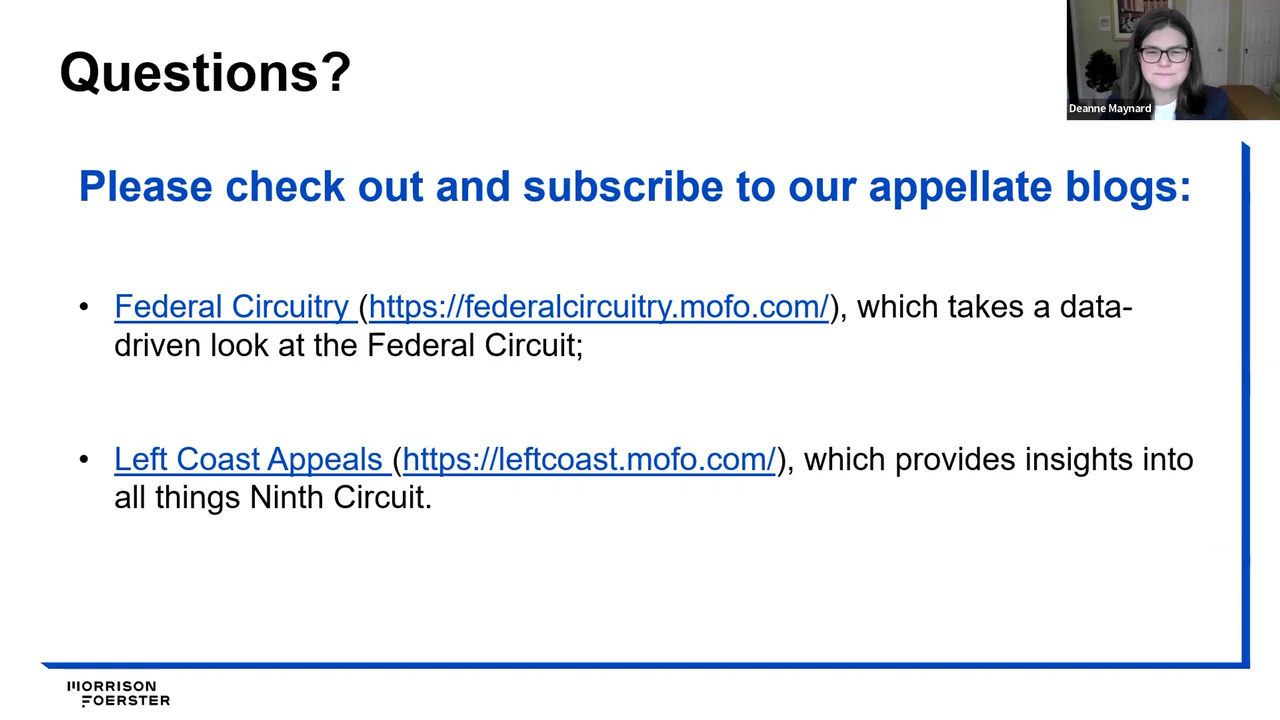 Questions?
Deanne Maynard
Please check out and subscribe to our appellate blogs:
• Federal Circuitry (https://federalcircuitry.mofo.com/), which takes a data-
driven look at the Federal Circuit;
• Left Coast Appeals (https://leftcoast.mofo.com/), which provides insights into
all things Ninth Circuit.
MORRISON
FOERSTER